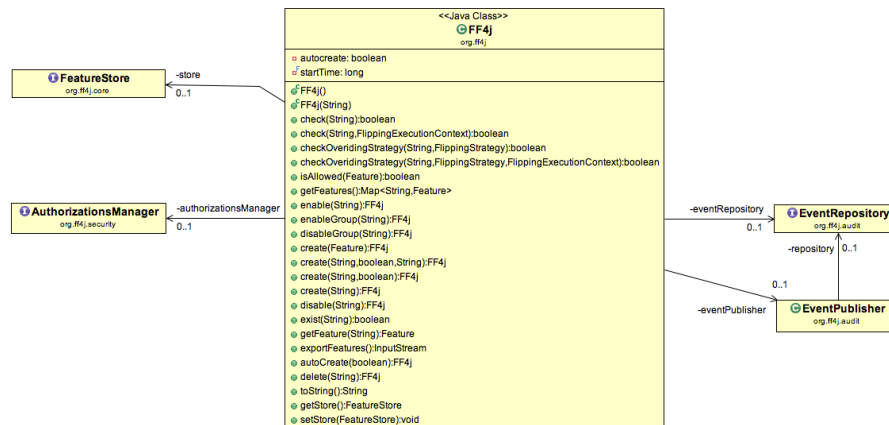 <<Java Class>>
FF4j
org.ff4j
autocreate: boolean
startTime: long
FF4j()
FF4j(String)
check(String):boolean
check(String,FlippingExecutionContext):boolean
checkOveridingStrategy(String,FlippingStrategy):boolean
checkOveridingStrategy(String,FlippingStrategy,FlippingExecutionContext):boolean
isAllowed(Feature):boolean
getFeatures():Map<String,Feature>
enable(String):FF4j
enableGroup(String):FF4j
disableGroup(String):FF4j
create(Feature):FF4j
create(String,boolean,String):FF4j
create(String,boolean):FF4j
create(String):FF4j
disable(String):FF4j
exist(String):boolean
getFeature(String):Feature
exportFeatures():InputStream
autoCreate(boolean):FF4j
delete(String):FF4j
toString():String
getStore():FeatureStore
setStore(FeatureStore):void
I FeatureStore
org.ff4j.core
-store
0..1
I AuthorizationsManager
org.ff4j.security
-authorizationsManager
0..1
-eventRepository
0..1
I EventRepository
org.ff4j.audit
-repository
0..1
0..1
-eventPublisher
EventPublisher
org.ff4j.audit